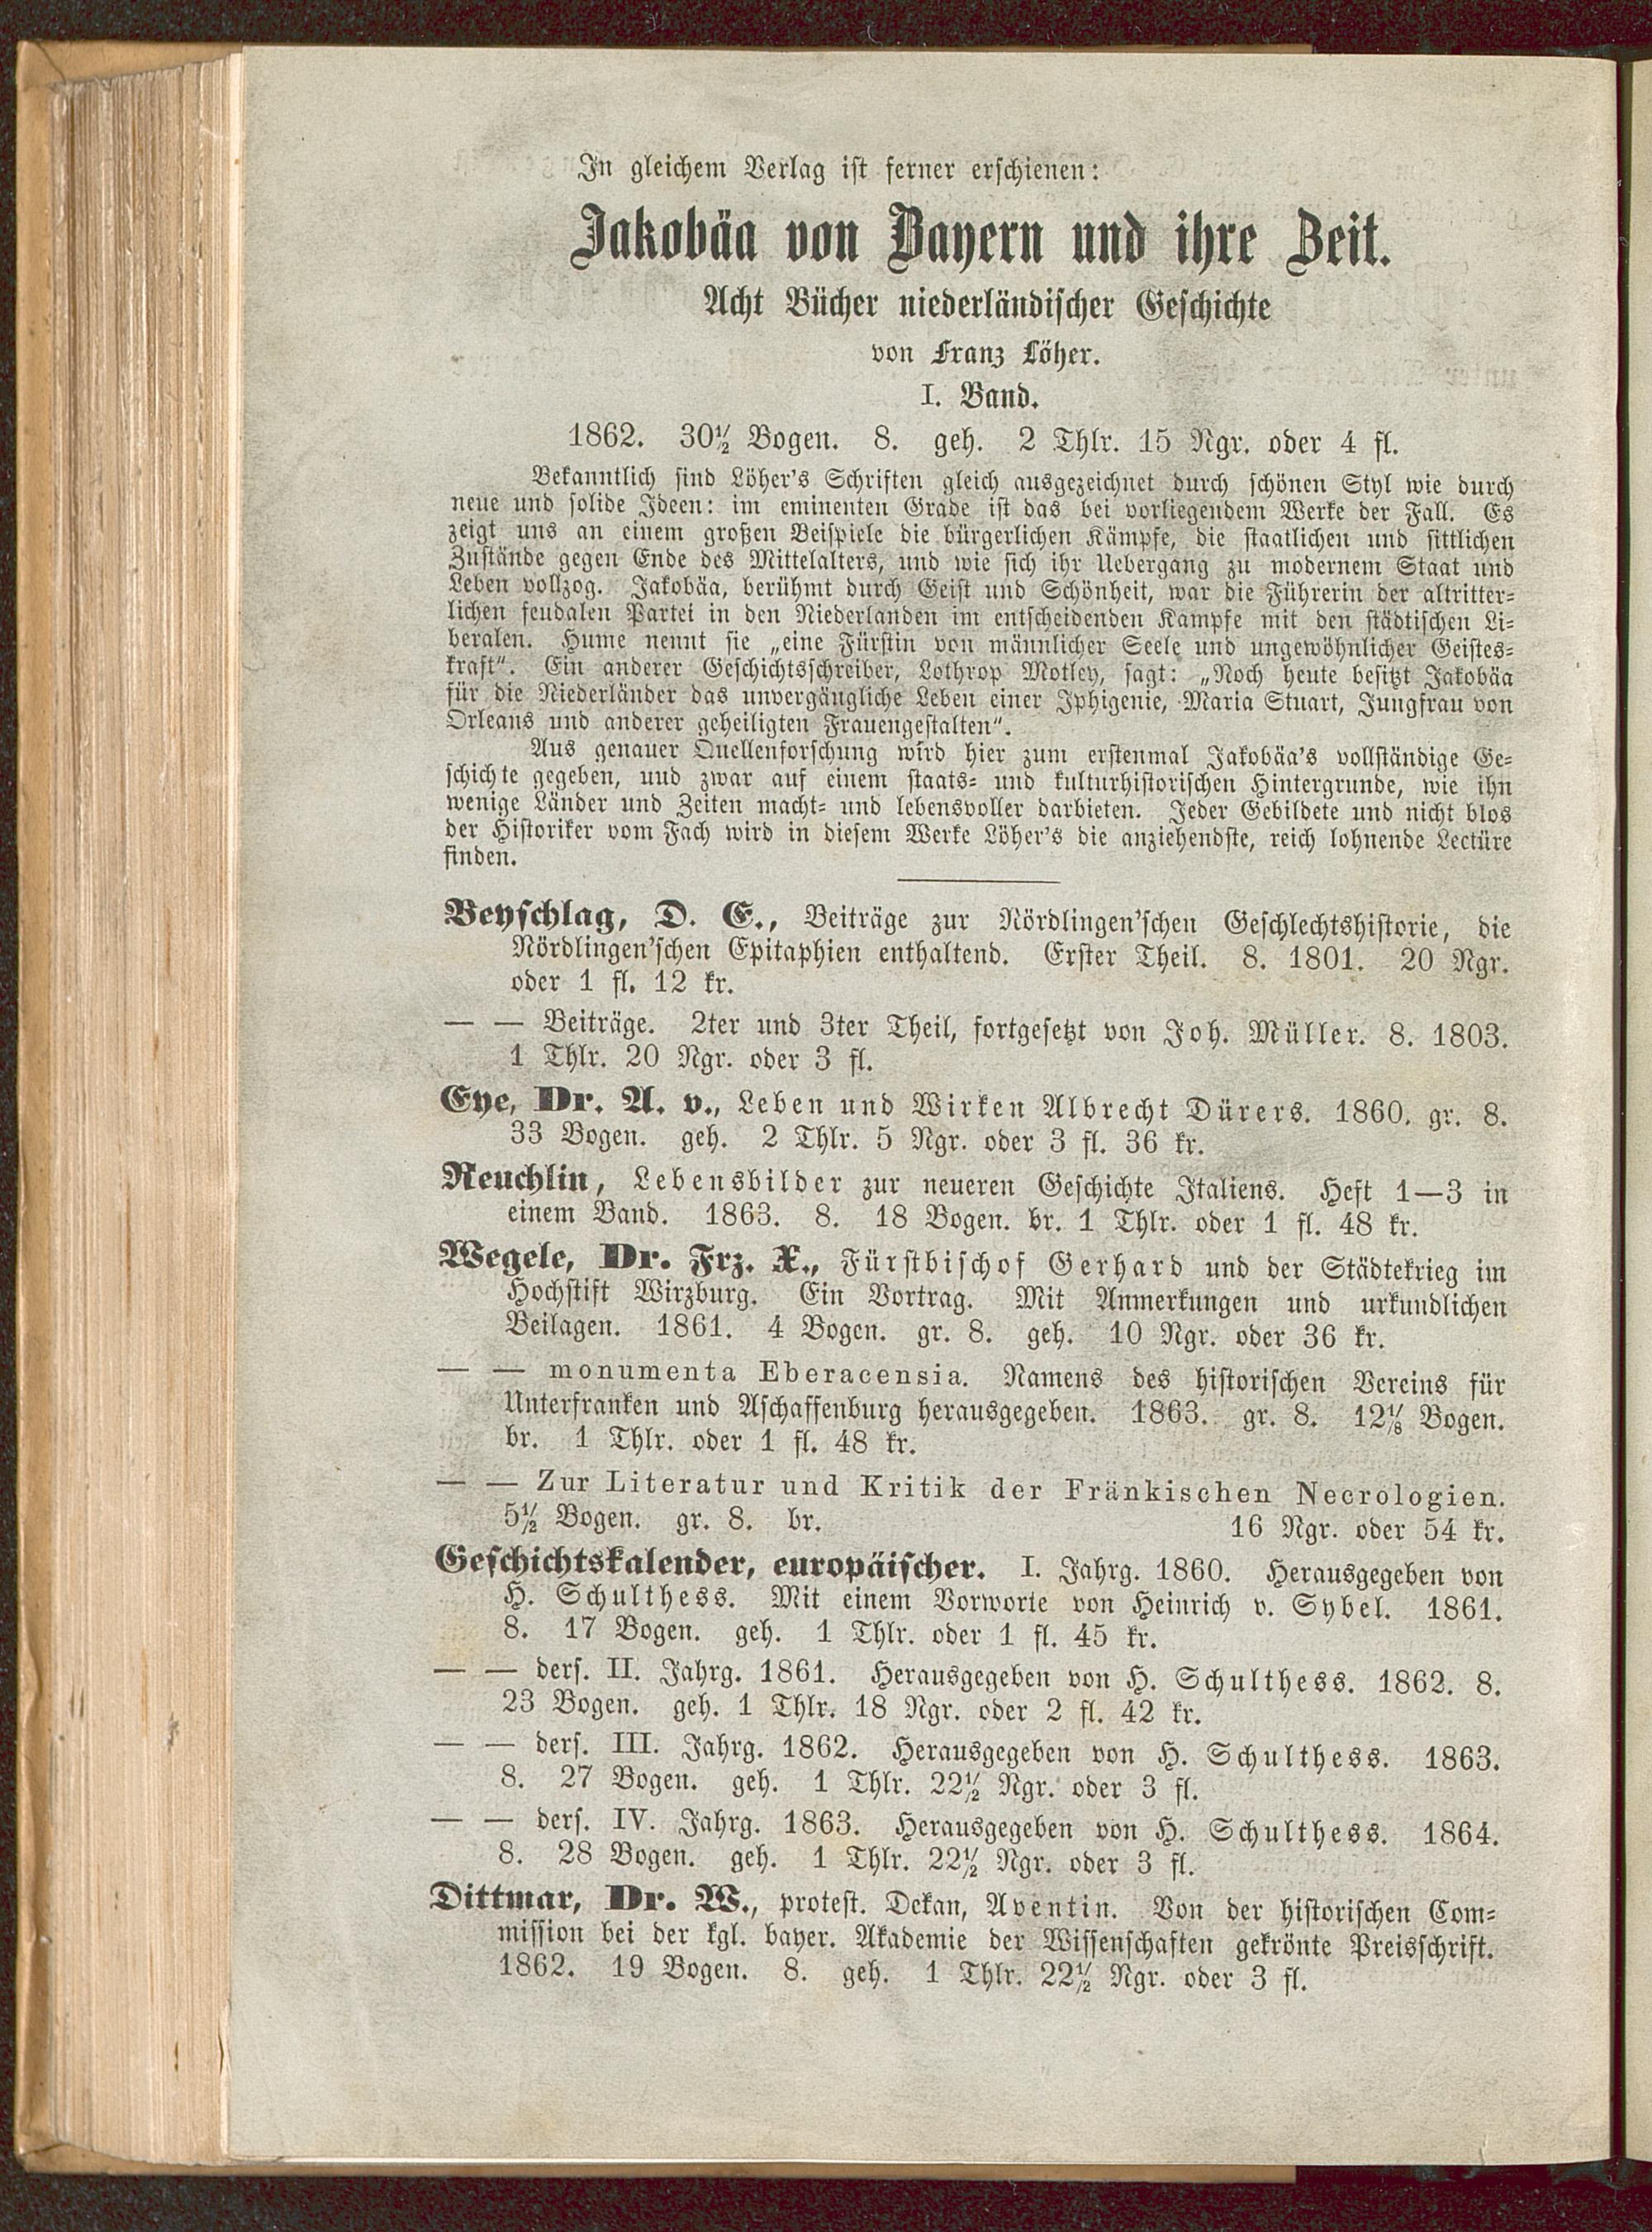 In gleichem Verlag ist ferner erschienen:
Jakobäa von Bayern und ihre Zeit.
Acht Bücher niederländischer Geschichte
von Franz Löher.
I. Band.
1862. 30½ Bogen. 8. geh. 2 Thlr. 15 Ngr. oder 4 fl.
Bekanntlich sind Löher's Schriften gleich ausgezeichnet durch schönen Styl wie durch
neue und solide Ideen: im eminenten Grade ist das bei vorliegendem Werke der Fall. Es
zeigt uns an einem großen Beispiele die bürgerlichen Kämpfe, die staatlichen und sittlichen
Zustände gegen Ende des Mittelalters, und wie sich ihr Uebergang zu modernem Staat und
Leben vollzog. Jakobäa, berühmt durch Geist und Schönheit, war die Führerin der altritter-
lichen feudalen Partei in den Niederlanden im entscheidenden Kampfe mit den städtischen Li-
beralen. Hume nennt sie „eine Fürstin von männlicher Seele und ungewöhnlicher Geistes-
kraft“. Ein anderer Geschichtsschreiber, Lothrop Motley, sagt: „Noch heute besitzt Jakobäa
für die Niederländer das unvergängliche Leben einer Iphigenie, Maria Stuart, Jungfrau von
Orleans und anderer geheiligten Frauengestalten“.
Aus genauer Quellenforschung wird hier zum erstenmal Jakobäa's vollständige Ge-
schichte gegeben, und zwar auf einem staats- und kulturhistorischen Hintergrunde, wie ihn
wenige Länder und Zeiten macht- und lebensvoller darbieten. Jeder Gebildete und nicht blos
der Historiker vom Fach wird in diesem Werke Löher's die anziehendste, reich lohnende Lectüre
finden.
Beyschlag, D. E., Beiträge zur Nördlingen'schen Geschlechtshistorie, die
Nördlingen'schen Epitaphien enthaltend. Erster Theil. 8. 1801. 20 Ngr.
oder 1 fl. 12 kr.
— — Beiträge. 2ter und 3ter Theil, fortgesetzt von Joh. Müller. 8. 1803.
1 Thlr. 20 Ngr. oder 3 fl.
Eye, Dr. A. v., Leben und Wirken Albrecht Dürers. 1860. gr. 8.
33 Bogen. geh. 2 Thlr. 5 Ngr. oder 3 fl. 36 kr.
Reuchlin, Lebensbilder zur neueren Geschichte Italiens. Heft 1—3 in
einem Band. 1863. 8. 18 Bogen. br. 1 Thlr. oder 1 fl. 48 kr.
Wegele, Dr. Frz. X., Fürstbischof Gerhard und der Städtekrieg im
Hochstift Wirzburg. Ein Vortrag. Mit Anmerkungen und urkundlichen
Beilagen. 1861. 4 Bogen. gr. 8. geh. 10 Ngr. oder 36 kr.
— — monumenta Eberacensia. Namens des historischen Vereins für
Unterfranken und Aschaffenburg herausgegeben. 1863. gr. 8. 12⅛ Bogen.
br. 1 Thlr. oder 1 fl. 48 kr.
— — Zur Literatur und Kritik der Fränkischen Necrologien.
5½ Bogen. gr. 8. br. 16 Ngr. oder 54 kr.
Geschichtskalender, europäischer. I. Jahrg. 1860. Herausgegeben von
H. Schulthess. Mit einem Vorworte von Heinrich v. Sybel. 1861.
8. 17 Bogen. geh. 1 Thlr. oder 1 fl. 45 kr.
— — ders. II. Jahrg. 1861. Herausgegeben von H. Schulthess. 1862. 8.
23 Bogen. geh. 1 Thlr. 18 Ngr. oder 2 fl. 42 kr.
— — ders. III. Jahrg. 1862. Herausgegeben von H. Schulthess. 1863.
8. 27 Bogen. geh. 1 Thlr. 22½ Ngr. oder 3 fl.
— — ders. IV. Jahrg. 1863. Herausgegeben von H. Schulthess. 1864.
8. 28 Bogen. geh. 1 Thlr. 22½ Ngr. oder 3 fl.
Dittmar, Dr. W., protest. Dekan, Aventin. Von der historischen Com-
mission bei der kgl. bayer. Akademie der Wissenschaften gekrönte Preisschrift.
1862. 19 Bogen. 8. geh. 1 Thlr. 22½ Ngr. oder 3 fl.